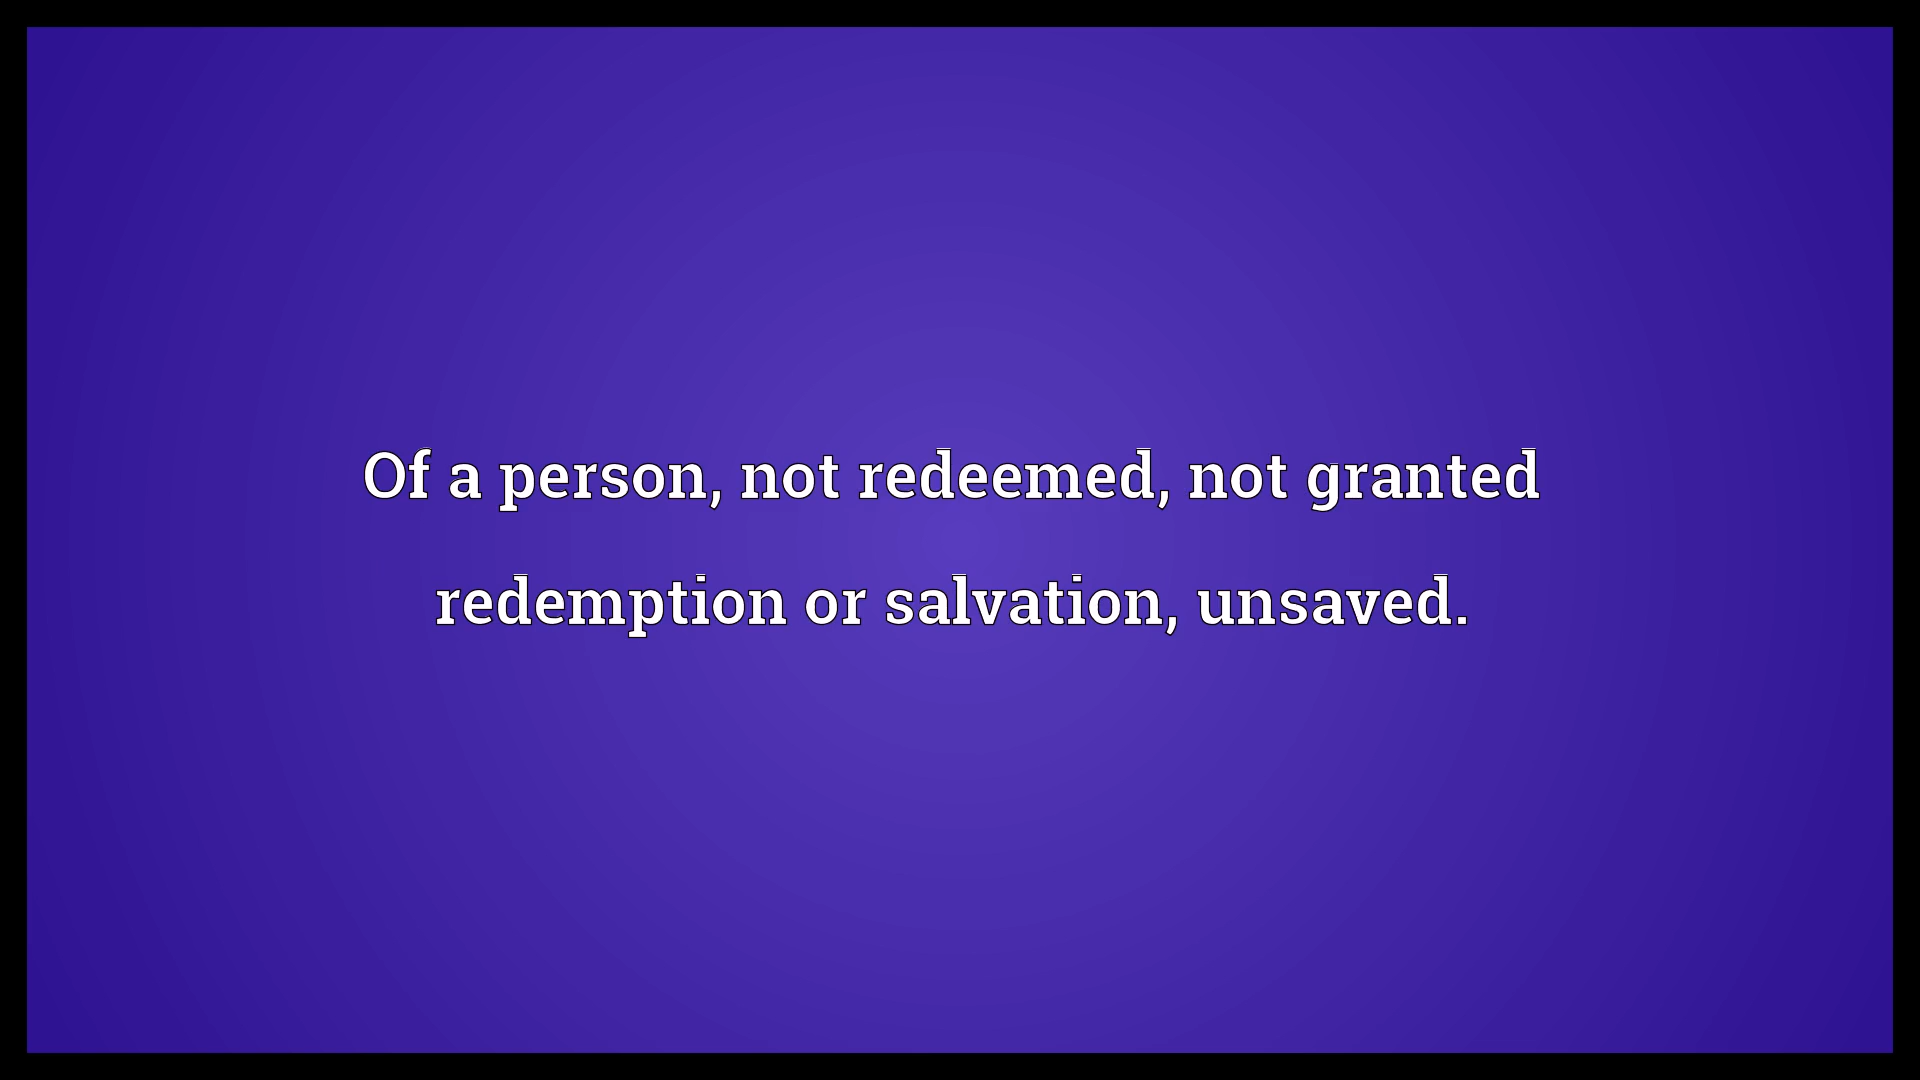 Of a person, not redeemed, not granted
redemption or salvation, unsaved.